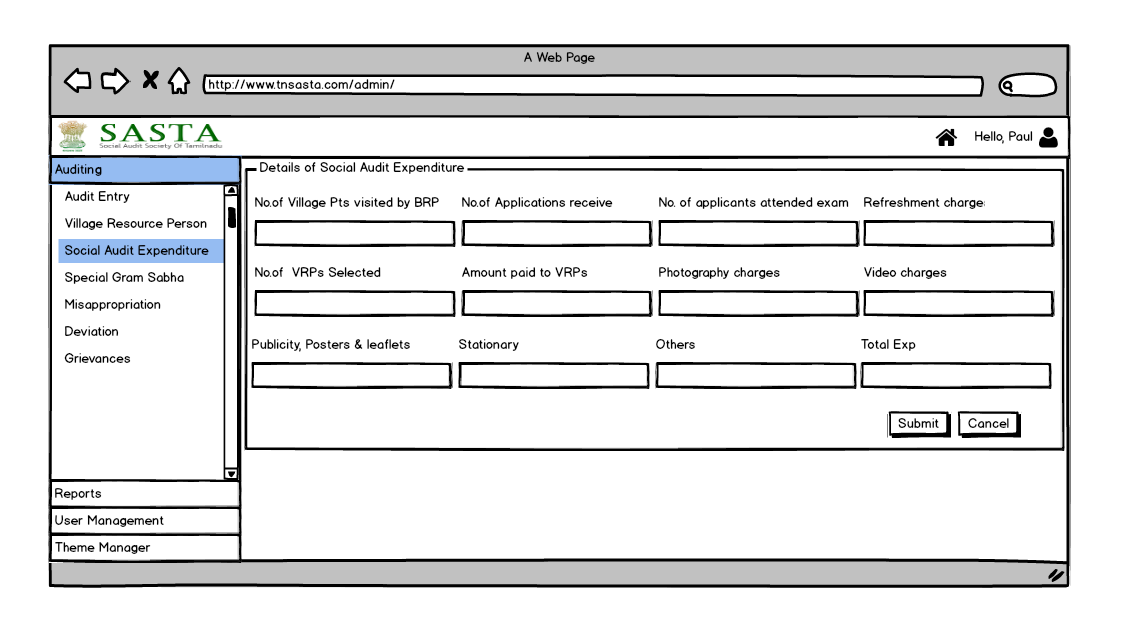 A Web Page
http://www.tnsasta.com/admin/
SASTA
Social Audit Society Of Tamilnadu
Hello, Paul
Auditing
Audit Entry
Village Resource Person
Social Audit Expenditure
Special Gram Sabha
Misappropriation
Deviation
Grievances
Reports
User Management
Theme Manager
Details of Social Audit Expenditure
No.of Village Pts visited by BRP No.of Applications receive No. of applicants attended exam Refreshment charge
No.of VRPs Selected Amount paid to VRPs Photography charges Video charges
Publicity, Posters & leaflets Stationary Others Total Exp
Submit Cancel